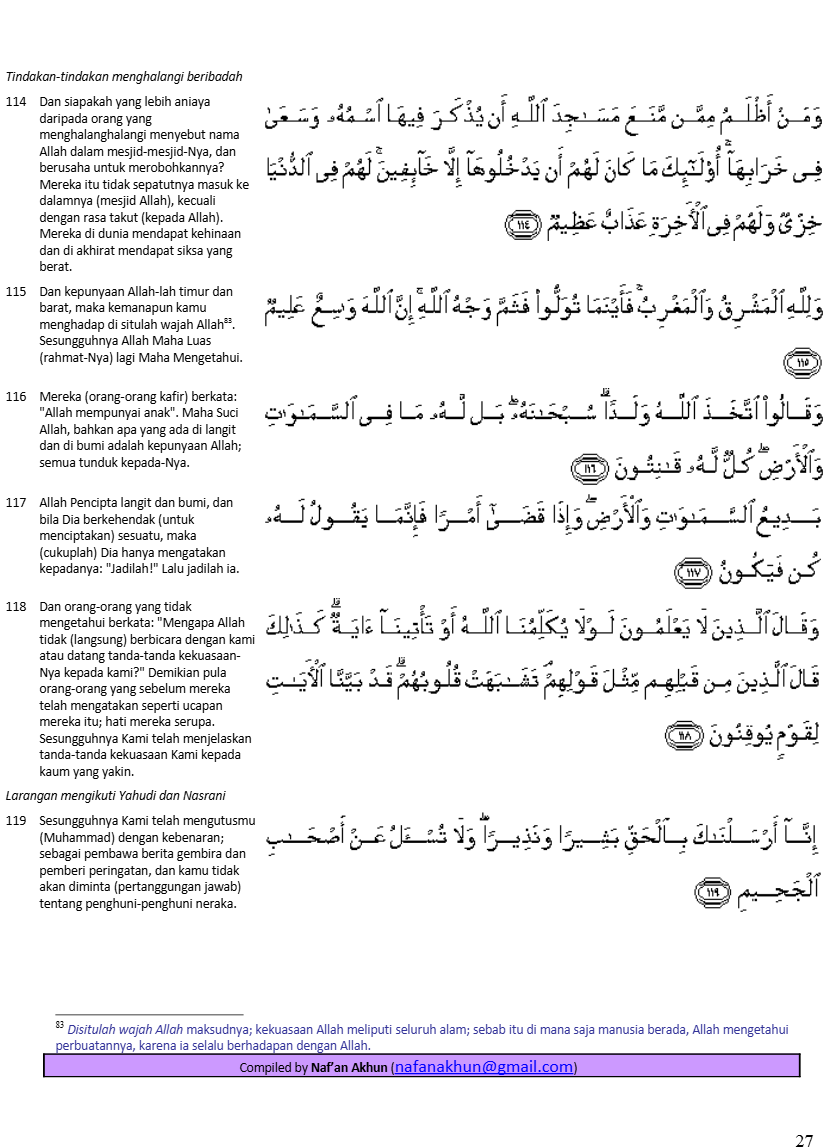 Tindakan-tindakan menghalangi beribadah
114 Dan siapakah yang lebih aniaya
daripada orang yang
menghalanghalangi menyebut nama
Allah dalam mesjid-mesjid-Nya, dan
berusaha untuk merobohkannya?
Mereka itu tidak sepatutnya masuk ke
dalamnya (mesjid Allah), kecuali
dengan rasa takut (kepada Allah).
Mereka di dunia mendapat kehinaan
dan di akhirat mendapat siksa yang
berat.
وَمَنْ أَظْلَمُ مِمَّن مَّنَعَ مَسَٰجِدَ ٱللَّهِ أَن يُذْكَرَ فِيهَا ٱسْمُهُۥ وَسَعَىٰ
فِى خَرَابِهَآ ۚ أُو۟لَٰٓئِكَ مَا كَانَ لَهُمْ أَن يَدْخُلُوهَآ إِلَّا خَآئِفِينَ ۚ لَهُمْ فِى ٱلدُّنْيَا
خِزْىٌ وَلَهُمْ فِى ٱلْأَخِرَةِ عَذَابٌ عَظِيمٌ ١١٤
115 Dan kepunyaan Allah-lah timur dan
barat, maka kemanapun kamu
menghadap di situlah wajah Allah83.
Sesungguhnya Allah Maha Luas
(rahmat-Nya) lagi Maha Mengetahui.
وَلِلَّهِ ٱلْمَشْرِقُ وَٱلْمَغْرِبُ ۚ فَأَيْنَمَا تُوَلُّوا۟ فَثَمَّ وَجْهُ ٱللَّهِ ۚ إِنَّ ٱللَّهَ وَٰسِعٌ عَلِيمٌ
١١٥
116 Mereka (orang-orang kafir) berkata:
"Allah mempunyai anak". Maha Suci
Allah, bahkan apa yang ada di langit
dan di bumi adalah kepunyaan Allah;
semua tunduk kepada-Nya.
وَقَالُوا۟ ٱتَّخَذَ ٱللَّهُ وَلَدًا ۗ سُبْحَٰنَهُۥ ۖ بَل لَّهُۥ مَا فِى ٱلسَّمَٰوَٰتِ
وَٱلْأَرْضِ ۖ كُلٌّ لَّهُۥ قَٰنِتُونَ ١١٦
117 Allah Pencipta langit dan bumi, dan
bila Dia berkehendak (untuk
menciptakan) sesuatu, maka
(cukuplah) Dia hanya mengatakan
kepadanya: "Jadilah!" Lalu jadilah ia.
بَدِيعُ ٱلسَّمَٰوَٰتِ وَٱلْأَرْضِ ۖ وَإِذَا قَضَىٰٓ أَمْرًا فَإِنَّمَا يَقُولُ لَهُۥ
كُن فَيَكُونُ ١١٧
118 Dan orang-orang yang tidak
mengetahui berkata: "Mengapa Allah
tidak (langsung) berbicara dengan kami
atau datang tanda-tanda kekuasaan-
Nya kepada kami?" Demikian pula
orang-orang yang sebelum mereka
telah mengatakan seperti ucapan
mereka itu; hati mereka serupa.
Sesungguhnya Kami telah menjelaskan
tanda-tanda kekuasaan Kami kepada
kaum yang yakin.
وَقَالَ ٱلَّذِينَ لَا يَعْلَمُونَ لَوْلَا يُكَلِّمُنَا ٱللَّهُ أَوْ تَأْتِينَآ ءَايَةٌ ۗ كَذَٰلِكَ
قَالَ ٱلَّذِينَ مِن قَبْلِهِم مِّثْلَ قَوْلِهِمْ ۘ تَشَٰبَهَتْ قُلُوبُهُمْ ۗ قَدْ بَيَّنَّا ٱلْأَيَٰتِ
لِقَوْمٍ يُوقِنُونَ ١١٨
Larangan mengikuti Yahudi dan Nasrani
119 Sesungguhnya Kami telah mengutusmu
(Muhammad) dengan kebenaran;
sebagai pembawa berita gembira dan
pemberi peringatan, dan kamu tidak
akan diminta (pertanggungan jawab)
tentang penghuni-penghuni neraka.
إِنَّآ أَرْسَلْنَٰكَ بِٱلْحَقِّ بَشِيرًا وَنَذِيرًا ۖ وَلَا تُسْـَٔلُ عَنْ أَصْحَٰبِ
ٱلْجَحِيمِ ١١٩
83 Disitulah wajah Allah maksudnya; kekuasaan Allah meliputi seluruh alam; sebab itu di mana saja manusia berada, Allah mengetahui
perbuatannya, karena ia selalu berhadapan dengan Allah.
Compiled by Naf'an Akhun (nafanakhun@gmail.com)
27